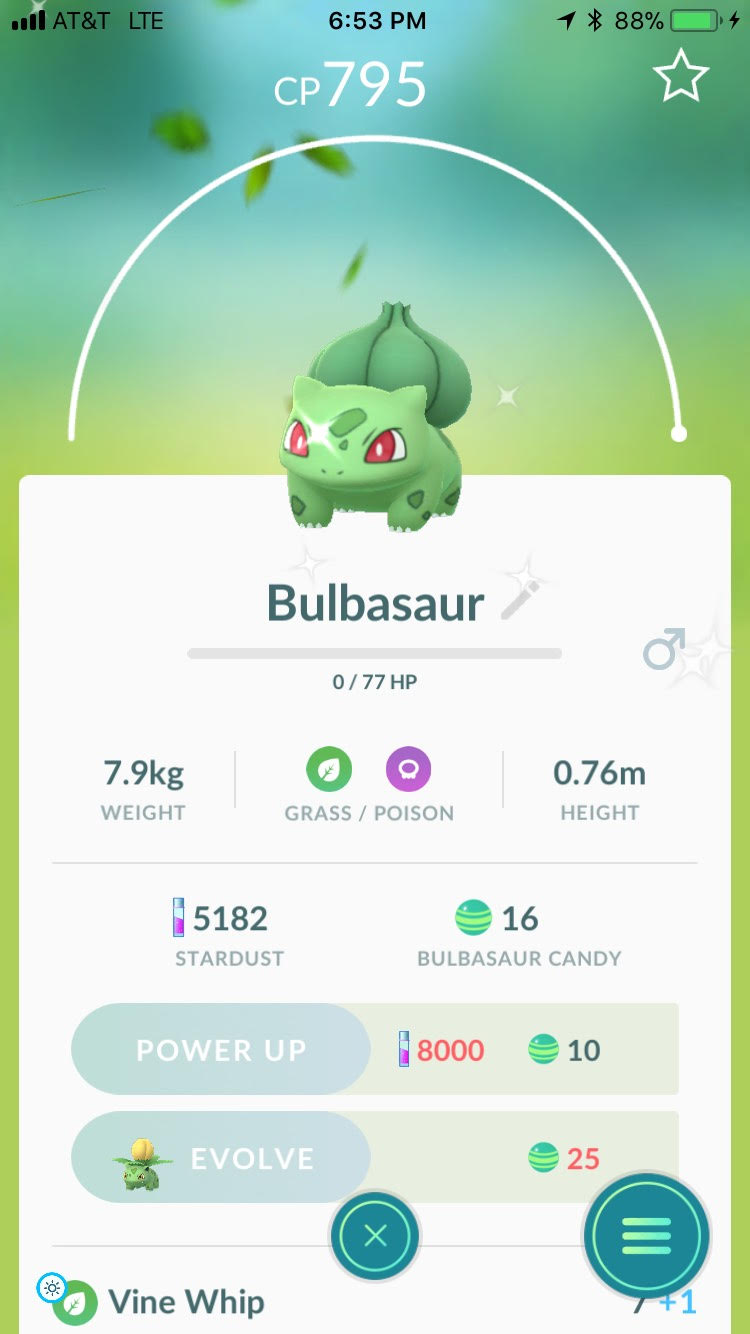 AT&T LTE 6:53 PM 88%
CP795
Bulbasaur
0 / 77 HP
7.9kg
WEIGHT
GRASS / POISON
0.76m
HEIGHT
5182
STARDUST
16
BULBASAUR CANDY
POWER UP 8000 10
EVOLVE 25
Vine Whip 7 +1